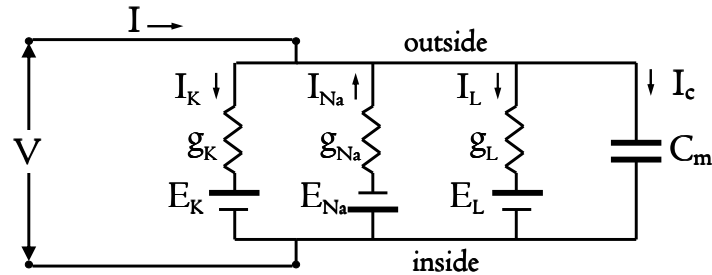 I
outside
I_K I_Na I_L I_c
V g_K g_Na g_L C_m
E_K E_Na E_L
inside